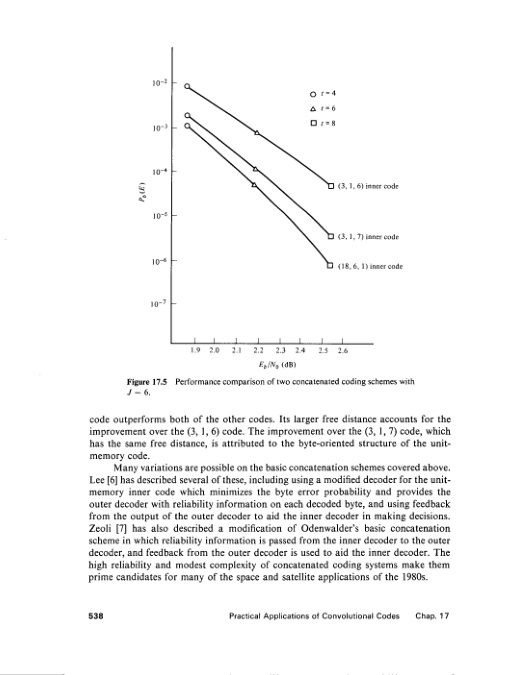 10⁻²
10⁻³
10⁻⁴
10⁻⁵
10⁻⁶
10⁻⁷
P_b(E)
○ t = 4
△ t = 6
□ t = 8
(3, 1, 6) inner code
(3, 1, 7) inner code
(18, 6, 1) inner code
1.9 2.0 2.1 2.2 2.3 2.4 2.5 2.6
E_b/N_0 (dB)
Figure 17.5 Performance comparison of two concatenated coding schemes with
J = 6.
code outperforms both of the other codes. Its larger free distance accounts for the
improvement over the (3, 1, 6) code. The improvement over the (3, 1, 7) code, which
has the same free distance, is attributed to the byte-oriented structure of the unit-
memory code.
Many variations are possible on the basic concatenation schemes covered above.
Lee [6] has described several of these, including using a modified decoder for the unit-
memory inner code which minimizes the byte error probability and provides the
outer decoder with reliability information on each decoded byte, and using feedback
from the output of the outer decoder to aid the inner decoder in making decisions.
Zeoli [7] has also described a modification of Odenwalder's basic concatenation
scheme in which reliability information is passed from the inner decoder to the outer
decoder, and feedback from the outer decoder is used to aid the inner decoder. The
high reliability and modest complexity of concatenated coding systems make them
prime candidates for many of the space and satellite applications of the 1980s.
538 Practical Applications of Convolutional Codes Chap. 17